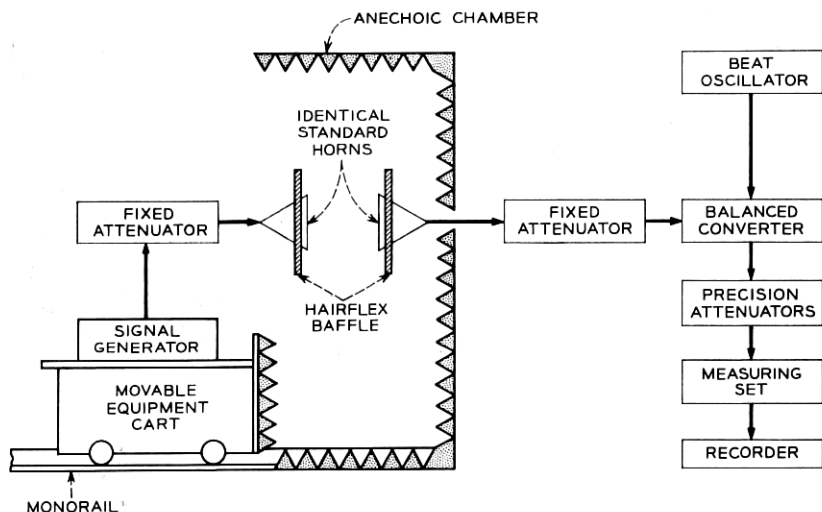 ANECHOIC CHAMBER
BEAT
OSCILLATOR
IDENTICAL
STANDARD
HORNS
FIXED
ATTENUATOR
FIXED
ATTENUATOR
BALANCED
CONVERTER
HAIRFLEX
BAFFLE
PRECISION
ATTENUATORS
SIGNAL
GENERATOR
MOVABLE
EQUIPMENT
CART
MEASURING
SET
RECORDER
MONORAIL